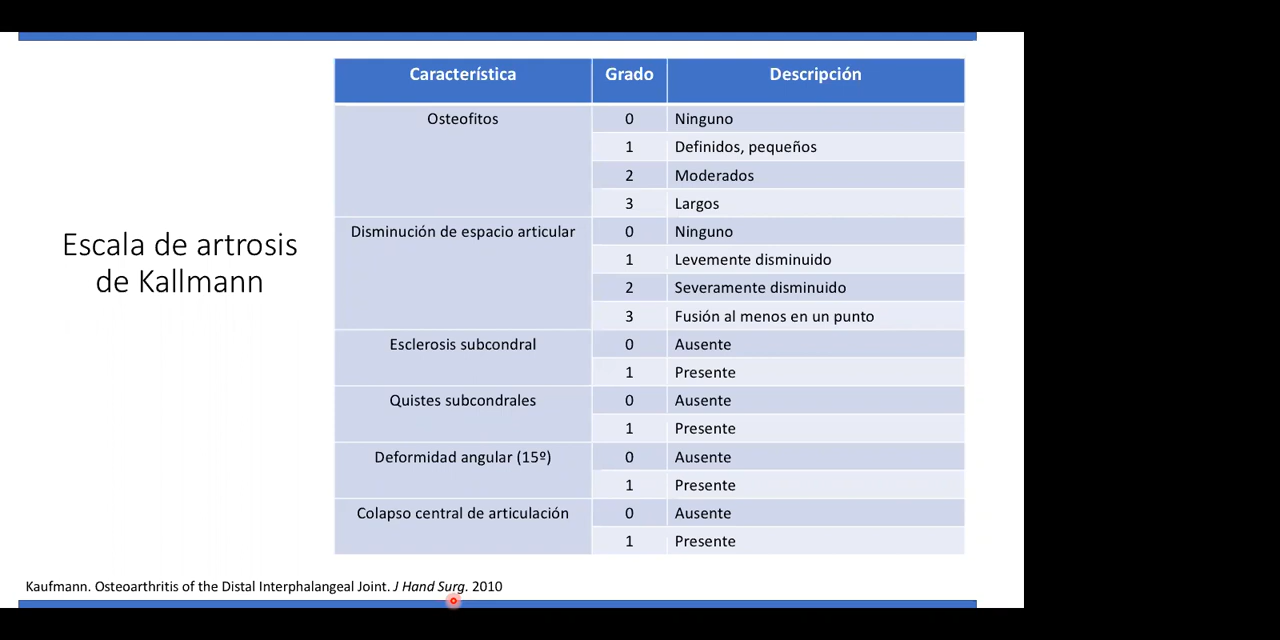 Escala de artrosis
de Kallmann
Característica Grado Descripción
Osteofitos 0 Ninguno
1 Definidos, pequeños
2 Moderados
3 Largos
Disminución de espacio articular 0 Ninguno
1 Levemente disminuido
2 Severamente disminuido
3 Fusión al menos en un punto
Esclerosis subcondral 0 Ausente
1 Presente
Quistes subcondrales 0 Ausente
1 Presente
Deformidad angular (15º) 0 Ausente
1 Presente
Colapso central de articulación 0 Ausente
1 Presente
Kaufmann. Osteoarthritis of the Distal Interphalangeal Joint. J Hand Surg. 2010